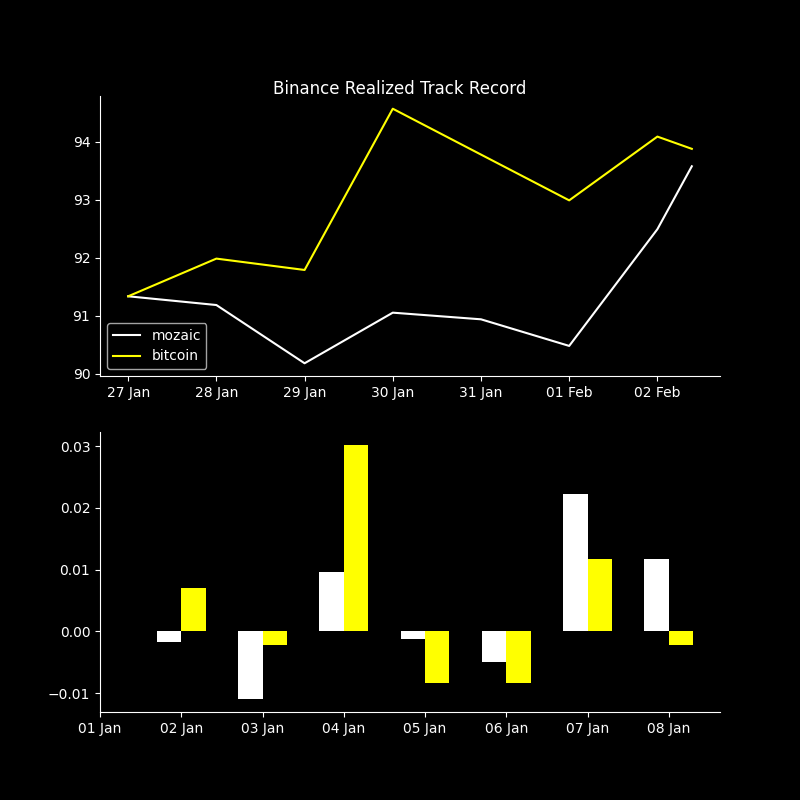 Binance Realized Track Record
94
93
92
91
90
mozaic
bitcoin
27 Jan 28 Jan 29 Jan 30 Jan 31 Jan 01 Feb 02 Feb
0.03
0.02
0.01
0.00
−0.01
01 Jan 02 Jan 03 Jan 04 Jan 05 Jan 06 Jan 07 Jan 08 Jan